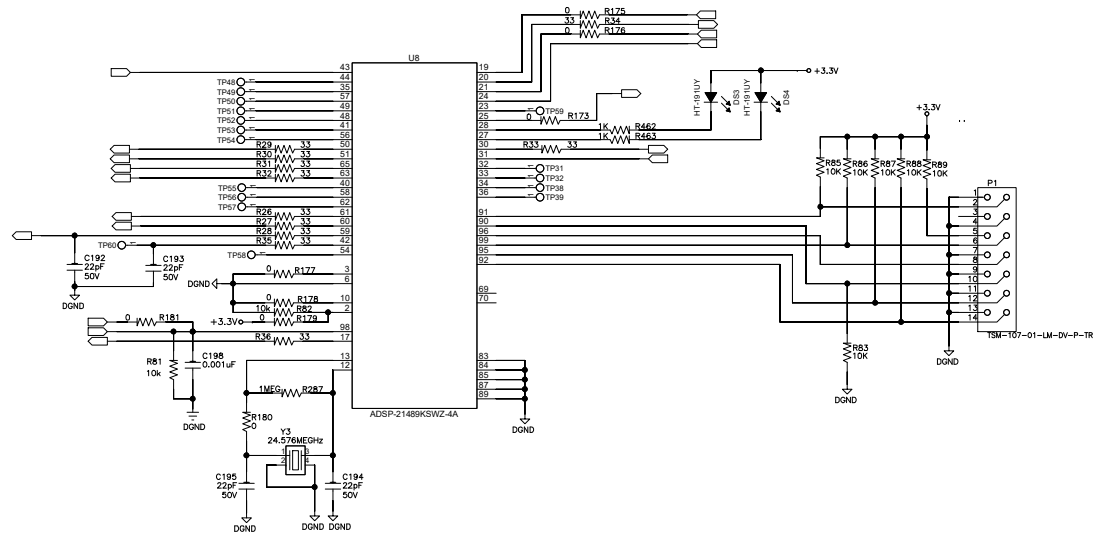 0 R175
33 R34
0 R176
U8
43
44
35
57
49
48
41
56
50
51
65
63
40
58
62
61
60
59
42
54
3
6
10
2
98
17
13
12
19
20
21
24
23
25
28
27
30
31
32
33
34
36
91
90
96
99
95
92
69
70
83
84
85
87
89
ADSP-21489KSWZ-4A
TP48
TP49
TP50
TP51
TP52
TP53
TP54
R29 33
R30 33
R31 33
R32 33
TP55
TP56
TP57
R26 33
R27 33
R28 33
R35 33
TP60
TP58
C192
22pF
50V
C193
22pF
50V
DGND
0 R177
DGND
0 R178
10k R82
+3.3V 0 R179
0 R181
R36 33
R81
10k
C198
0.001uF
DGND
1MEG R287
R180
0
Y3
24.576MEGHz
1 3
2 4
C195
22pF
50V
C194
22pF
50V
DGND
DGND
DGND
DGND
TP59
0 R173
1K R462
1K R463
R33 33
TP31
TP32
TP38
TP39
HT-191UY
DS3
HT-191UY
DS4
+3.3V
+3.3V
R85
10K
R86
10K
R87
10K
R88
10K
R89
10K
R83
10K
DGND
DGND
P1
1
2
3
4
5
6
7
8
9
10
11
12
13
14
TSM-107-01-LM-DV-P-TR